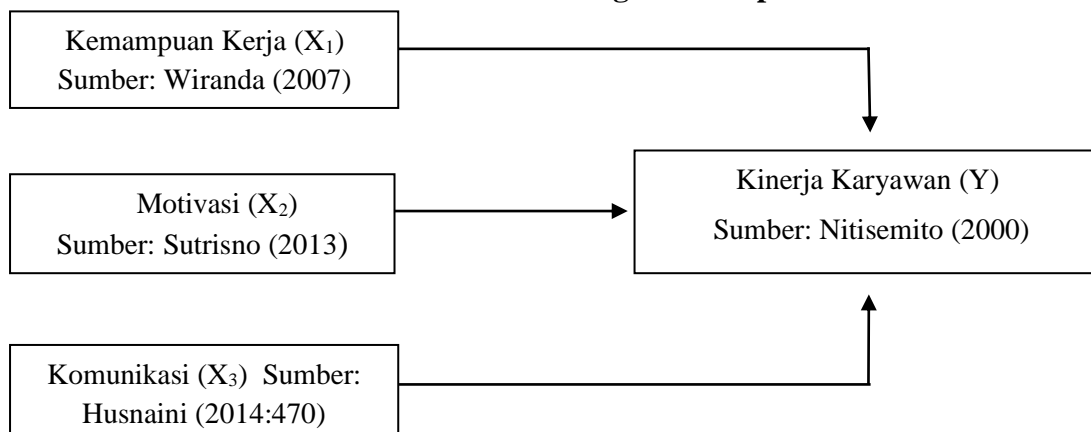 Kemampuan Kerja (X₁)
Sumber: Wiranda (2007)
Motivasi (X₂)
Sumber: Sutrisno (2013)
Kinerja Karyawan (Y)
Sumber: Nitisemito (2000)
Komunikasi (X₃) Sumber:
Husnaini (2014:470)